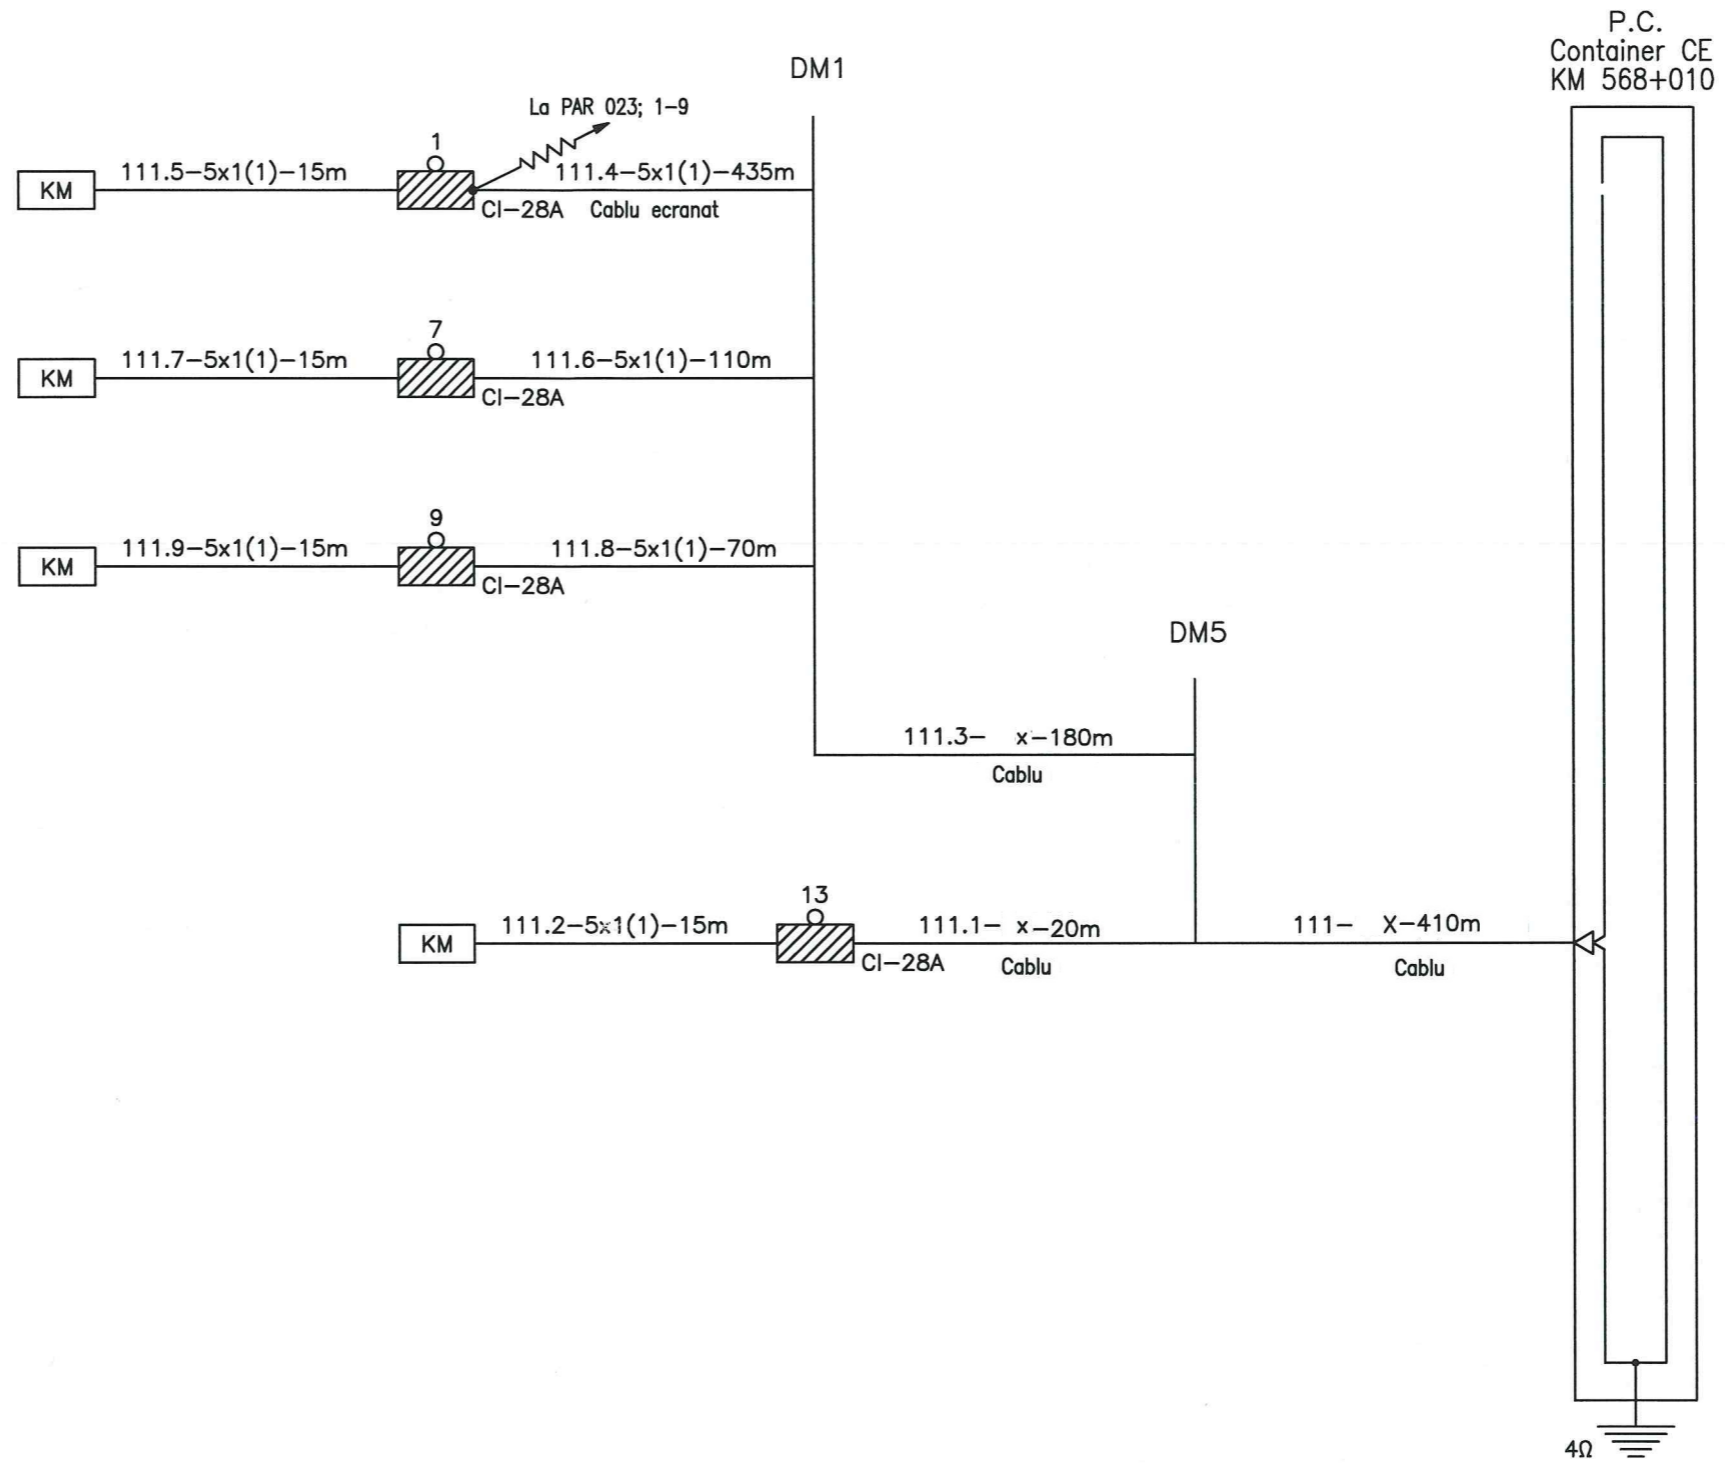 P.C.
Container CE
KM 568+010
DM1
La PAR 023; 1-9
1
KM
111.5-5x1(1)-15m
111.4-5x1(1)-435m
CI-28A
Cablu ecranat
7
KM
111.7-5x1(1)-15m
111.6-5x1(1)-110m
CI-28A
9
KM
111.9-5x1(1)-15m
111.8-5x1(1)-70m
CI-28A
DM5
111.3- x-180m
Cablu
13
KM
111.2-5x1(1)-15m
111.1- x-20m
111- X-410m
CI-28A
Cablu
Cablu
4Ω